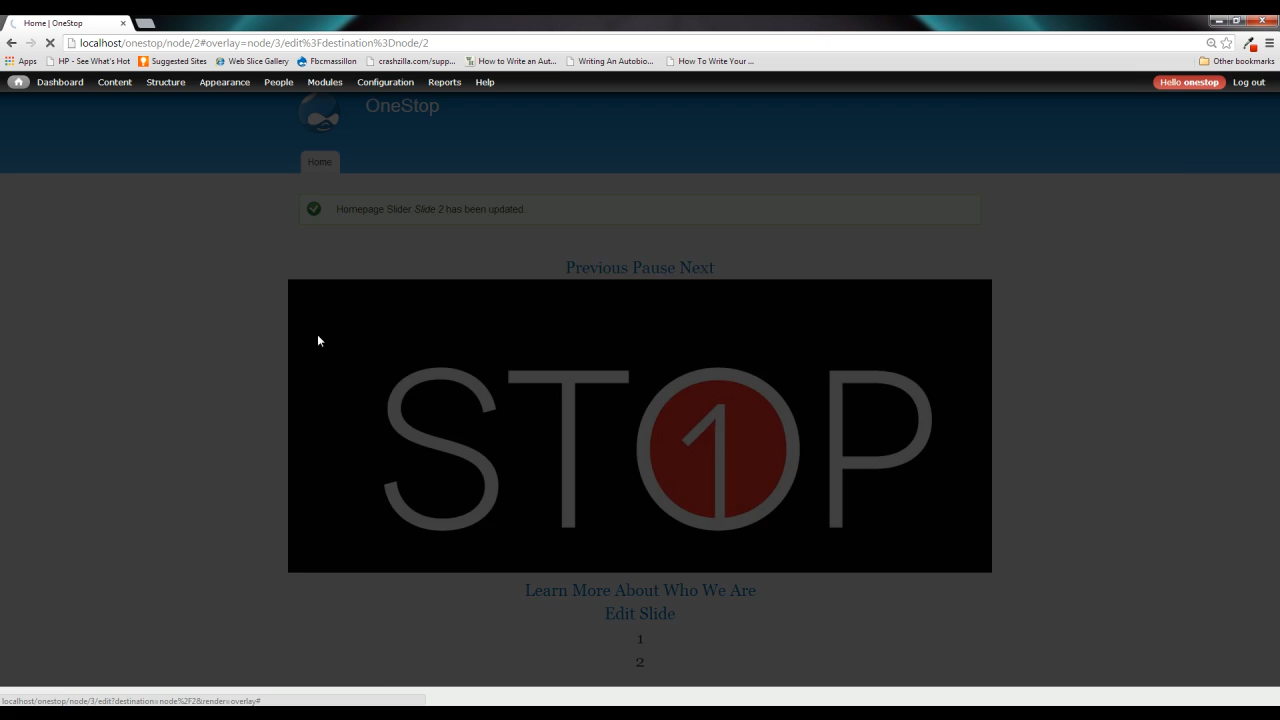 Home | OneStop
localhost/onestop/node/2#overlay=node/3/edit%3Fdestination%3Dnode/2
Apps HP - See What's Hot Suggested Sites Web Slice Gallery Fbcmassillon crashzilla.com/supp... How to Write an Aut... Writing An Autobio... How To Write Your ... Other bookmarks
Dashboard Content Structure Appearance People Modules Configuration Reports Help Hello onestop Log out
OneStop
Home
Homepage Slider Slide 2 has been updated.
Previous Pause Next
ST1P
Learn More About Who We Are
Edit Slide
1
2
localhost/onestop/node/3/edit?destination=node%2F2&render=overlay#